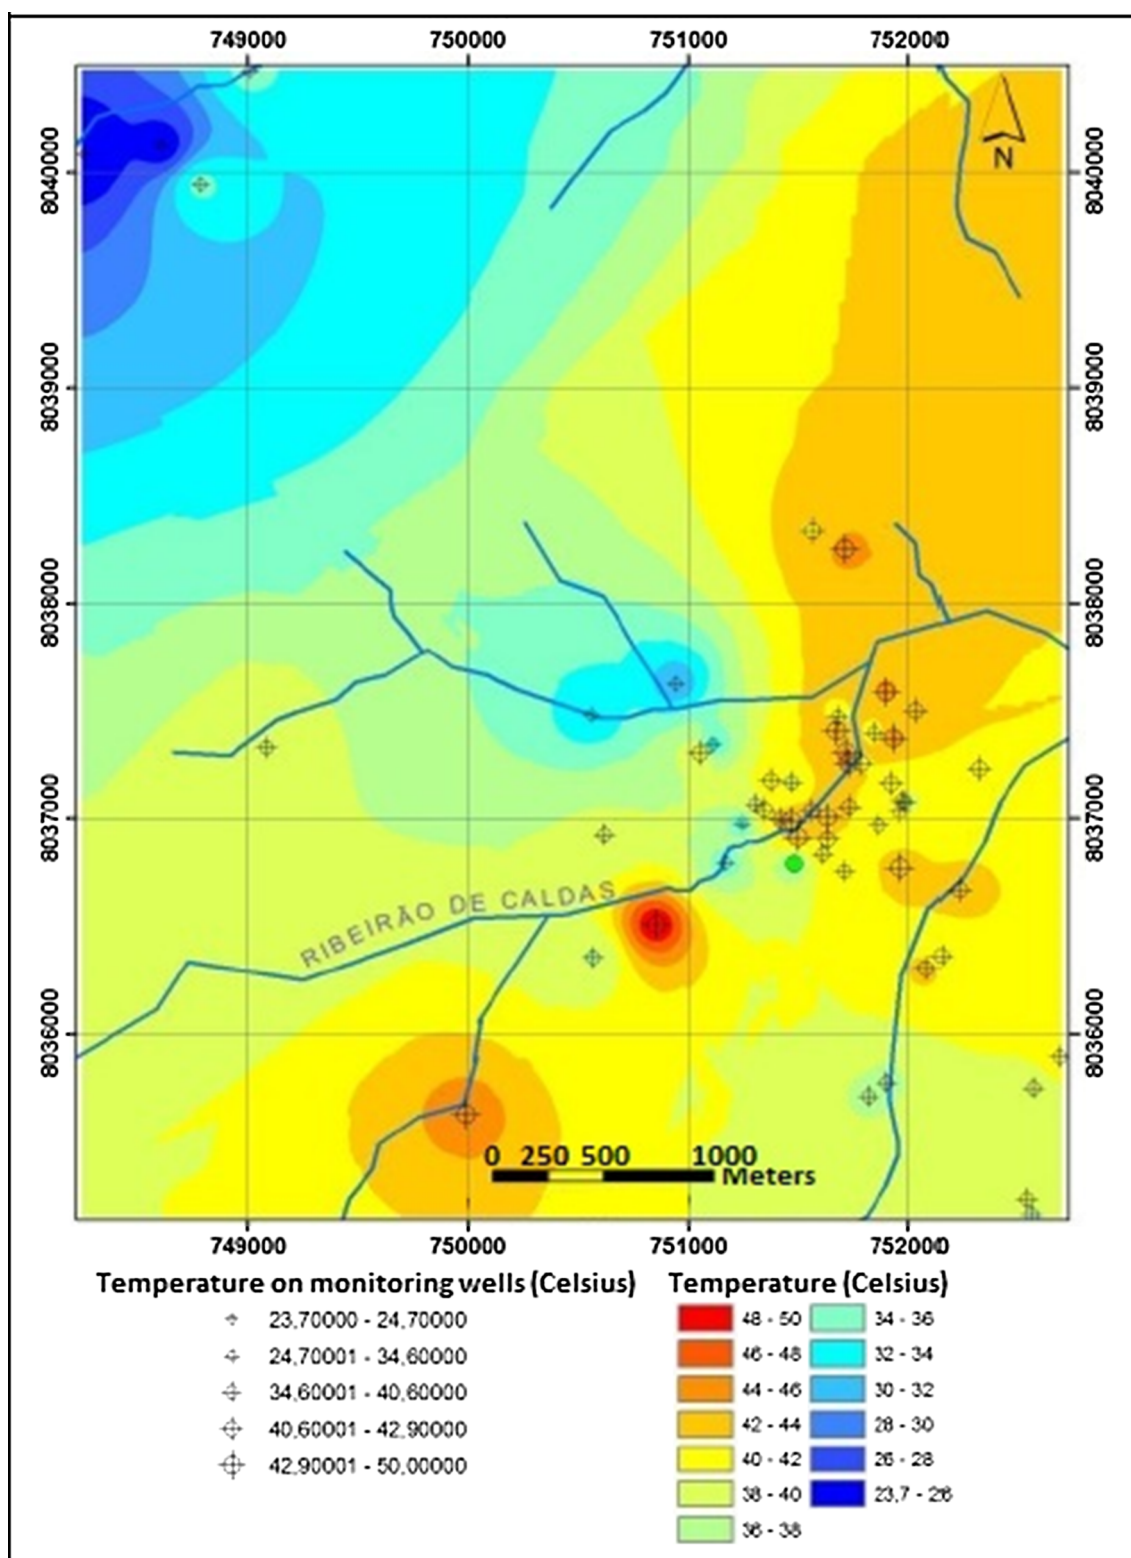 749000 750000 751000 752000
N
8040000 8040000
8039000 8039000
8038000 8038000
8037000 8037000
RIBEIRÃO DE CALDAS
8036000 8036000
0 250 500 1000
Meters
749000 750000 751000 752000
Temperature on monitoring wells (Celsius)
23,70000 - 24,70000
24,70001 - 34,60000
34,60001 - 40,60000
40,60001 - 42,90000
42,90001 - 50,00000
Temperature (Celsius)
48 - 50 34 - 36
46 - 48 32 - 34
44 - 46 30 - 32
42 - 44 28 - 30
40 - 42 26 - 28
38 - 40 23,7 - 26
36 - 38